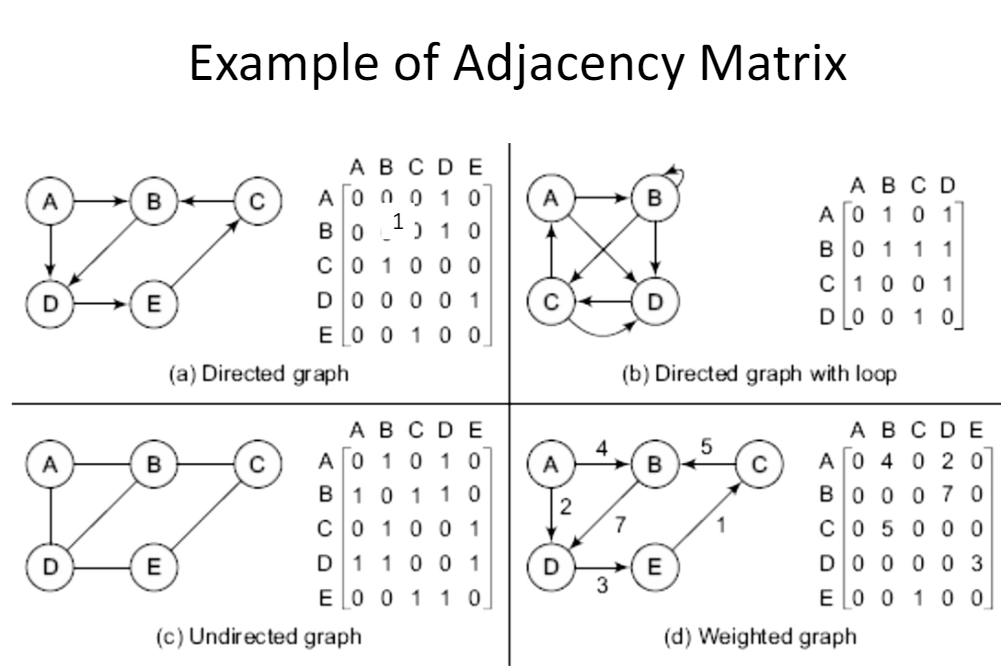 Example of Adjacency Matrix
A B C
D E
A B C D E
A 0 0 1 0
1
B 0 1 0
C 0 1 0 0 0
D 0 0 0 0 1
E 0 0 1 0 0
(a) Directed graph
A B
C D
A B C D
A 0 1 0 1
B 0 1 1 1
C 1 0 0 1
D 0 0 1 0
(b) Directed graph with loop
A B C
D E
A B C D E
A 0 1 0 1 0
B 1 0 1 1 0
C 0 1 0 0 1
D 1 1 0 0 1
E 0 0 1 1 0
(c) Undirected graph
A 4 B 5 C
2 7 1
D 3 E
A B C D E
A 0 4 0 2 0
B 0 0 0 7 0
C 0 5 0 0 0
D 0 0 0 0 3
E 0 0 1 0 0
(d) Weighted graph